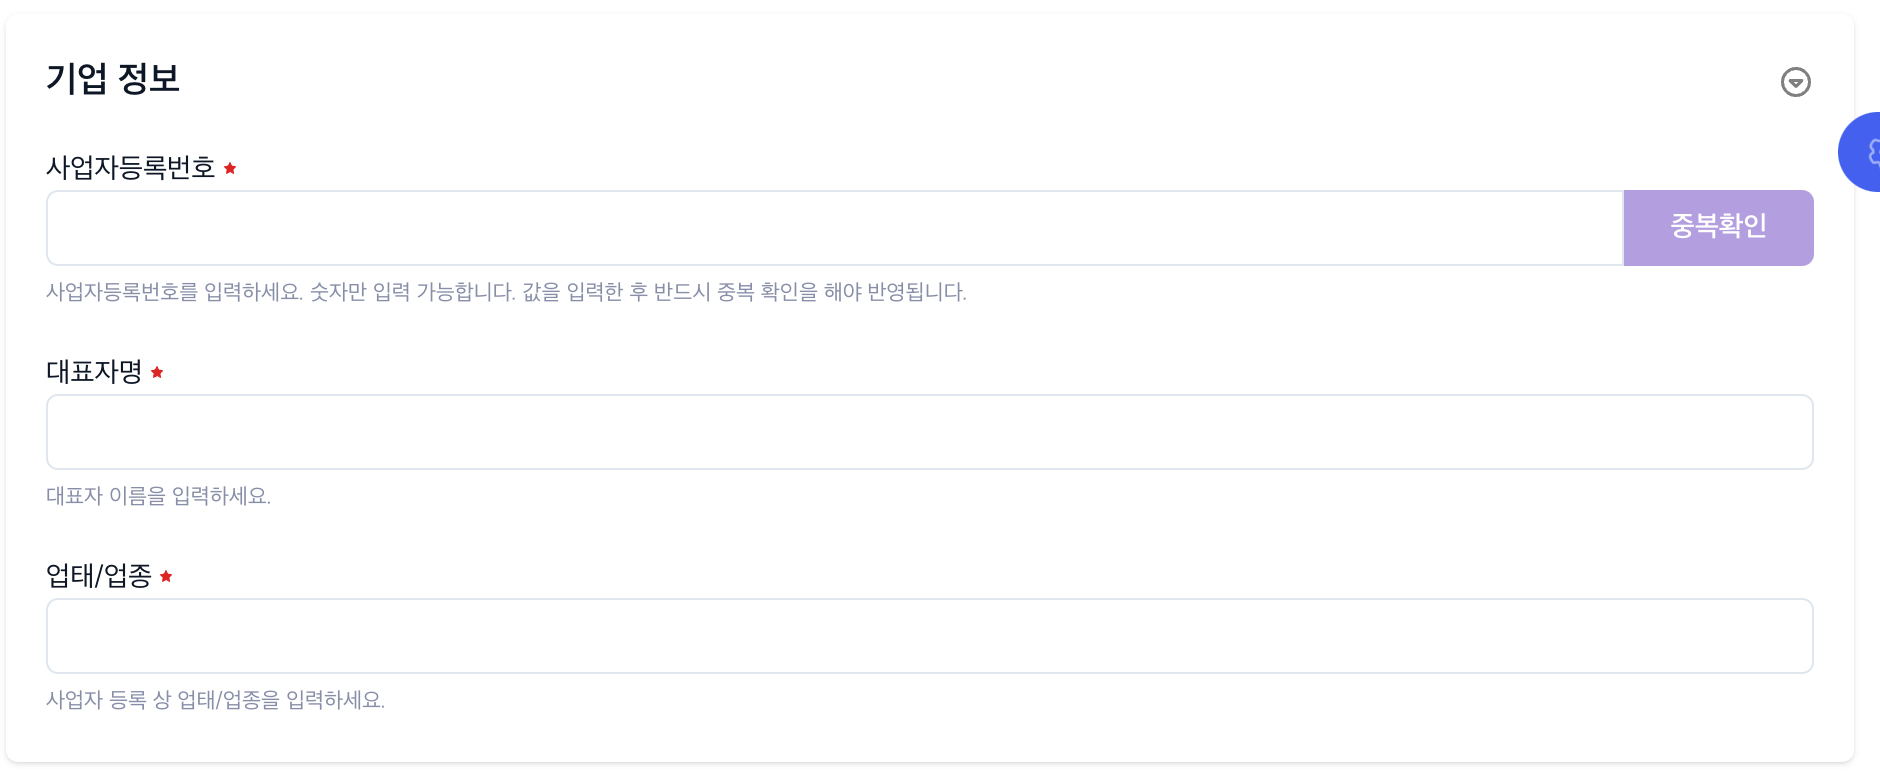 기업 정보
사업자등록번호
중복확인
사업자등록번호를 입력하세요. 숫자만 입력 가능합니다. 값을 입력한 후 반드시 중복 확인을 해야 반영됩니다.
대표자명
대표자 이름을 입력하세요.
업태/업종
사업자 등록 상 업태/업종을 입력하세요.